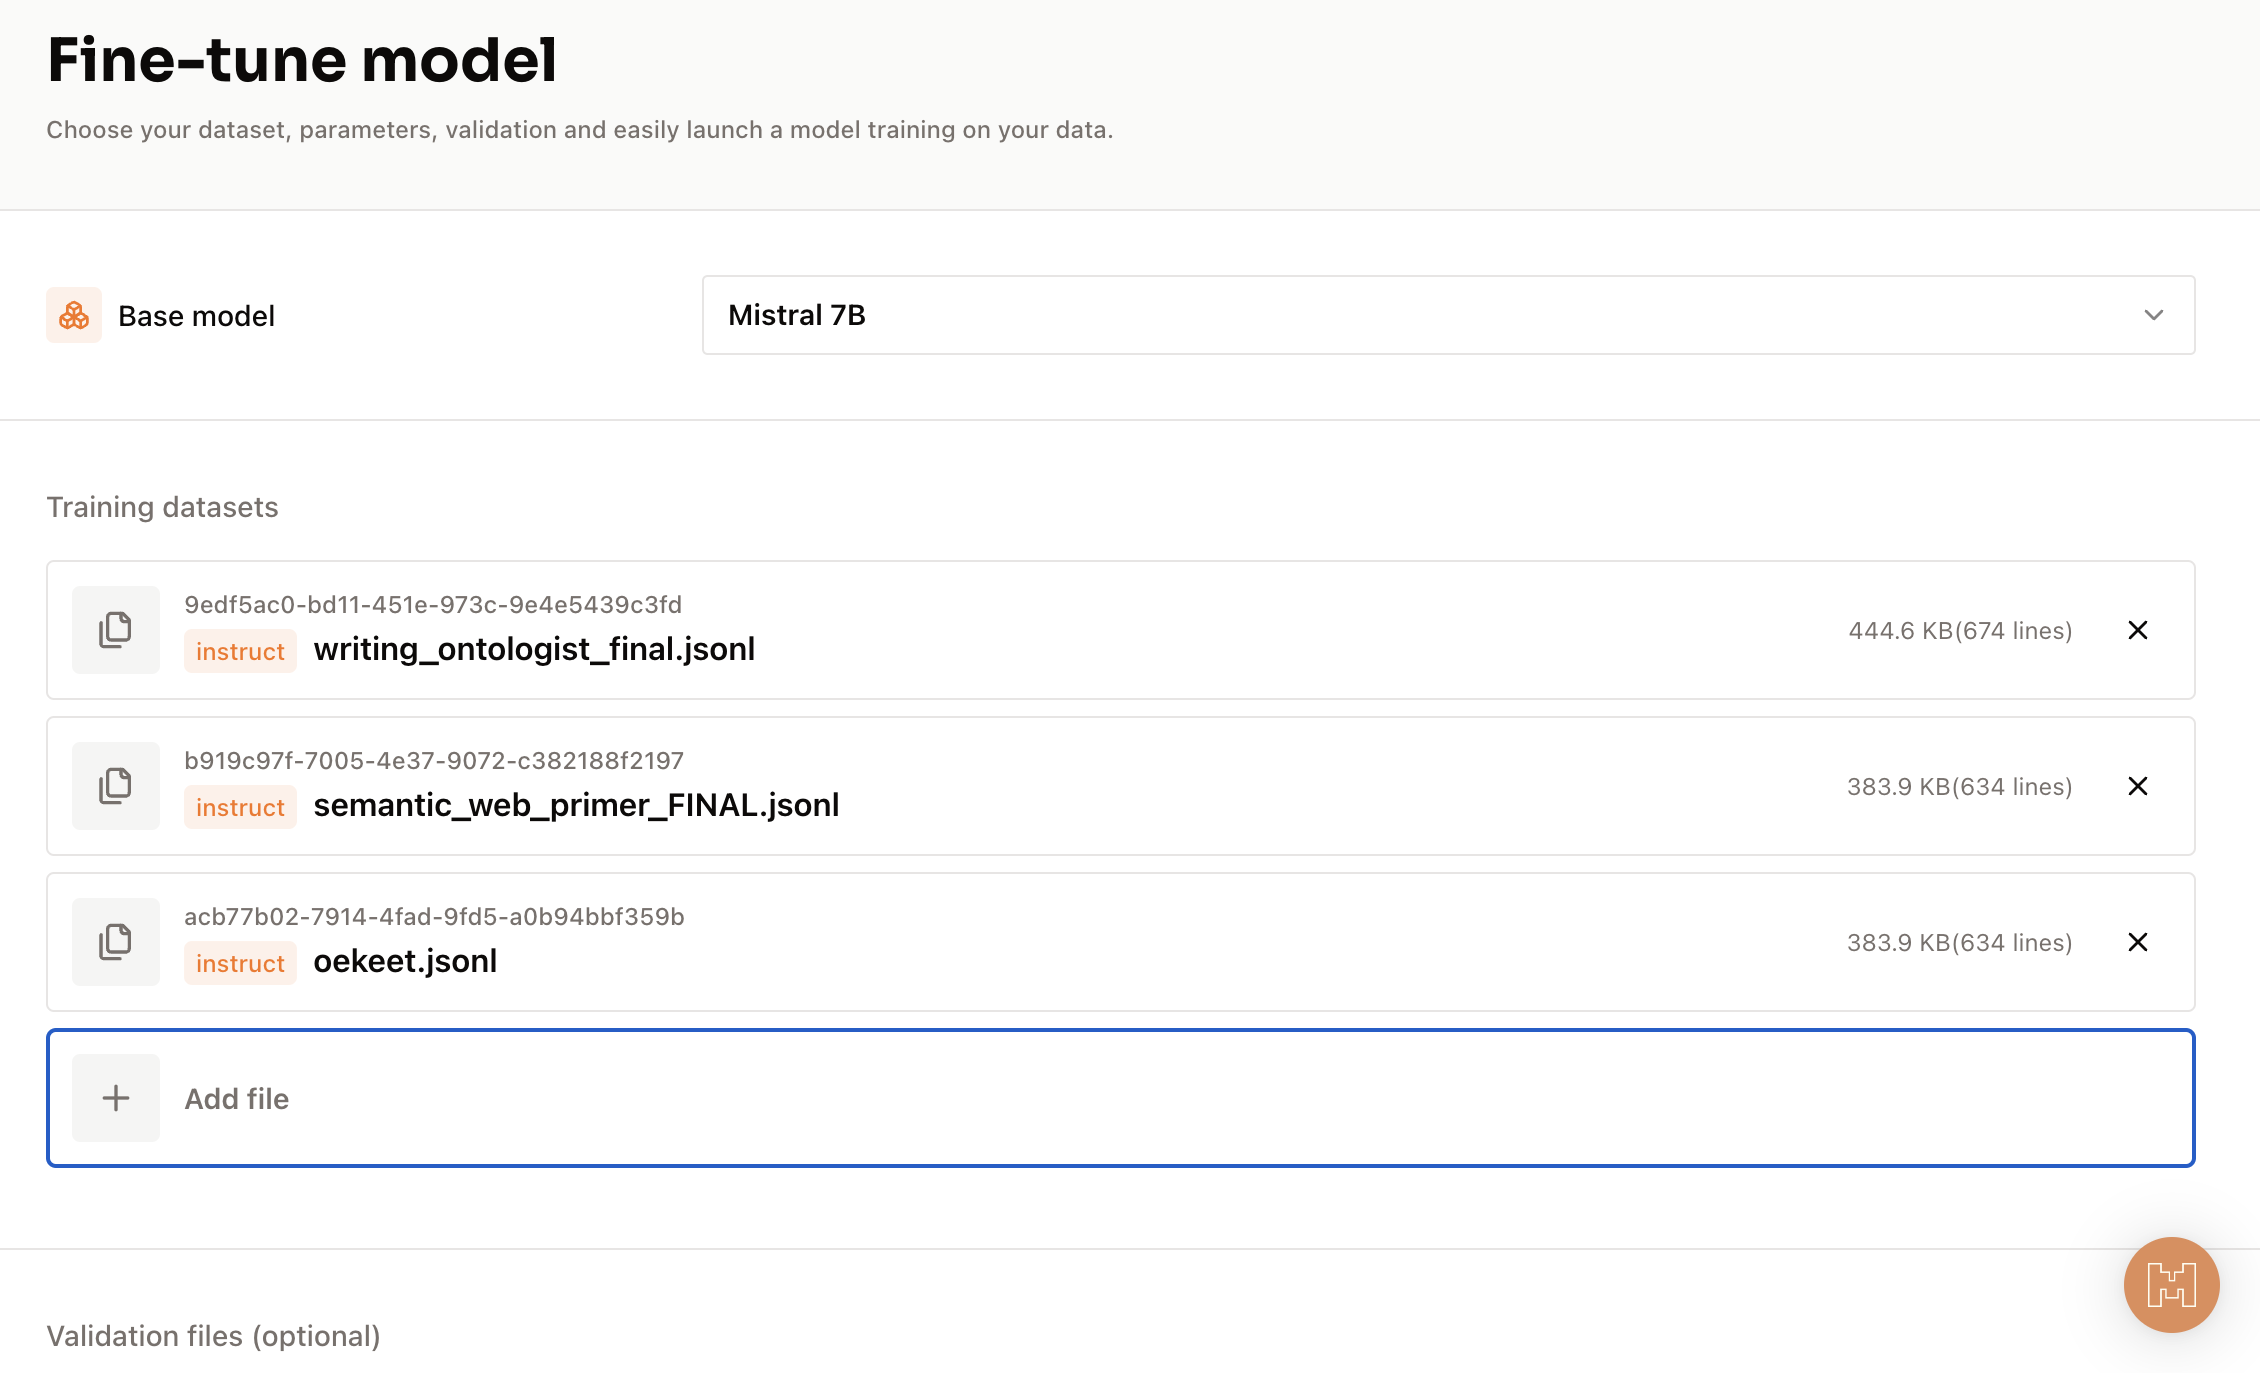 Fine-tune model
Choose your dataset, parameters, validation and easily launch a model training on your data.
Base model
Mistral 7B
Training datasets
9edf5ac0-bd11-451e-973c-9e4e5439c3fd
instruct writing_ontologist_final.jsonl
444.6 KB(674 lines)
b919c97f-7005-4e37-9072-c382188f2197
instruct semantic_web_primer_FINAL.jsonl
383.9 KB(634 lines)
acb77b02-7914-4fad-9fd5-a0b94bbf359b
instruct oekeet.jsonl
383.9 KB(634 lines)
Add file
Validation files (optional)